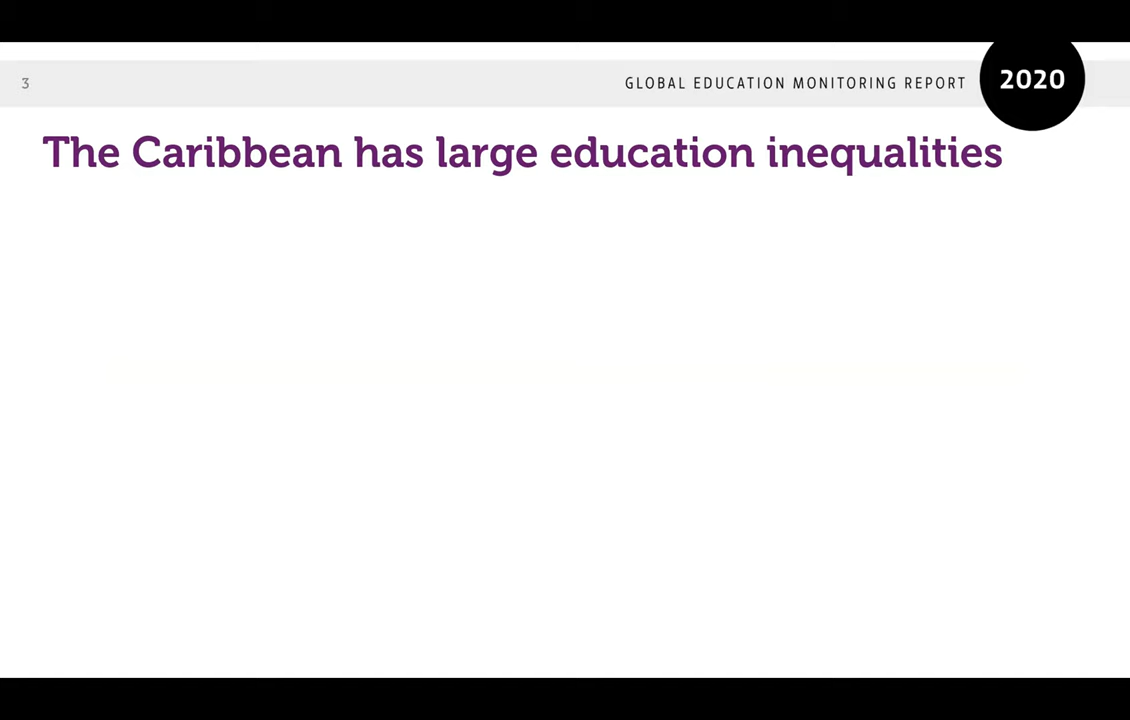 3
GLOBAL EDUCATION MONITORING REPORT
2020
The Caribbean has large education inequalities